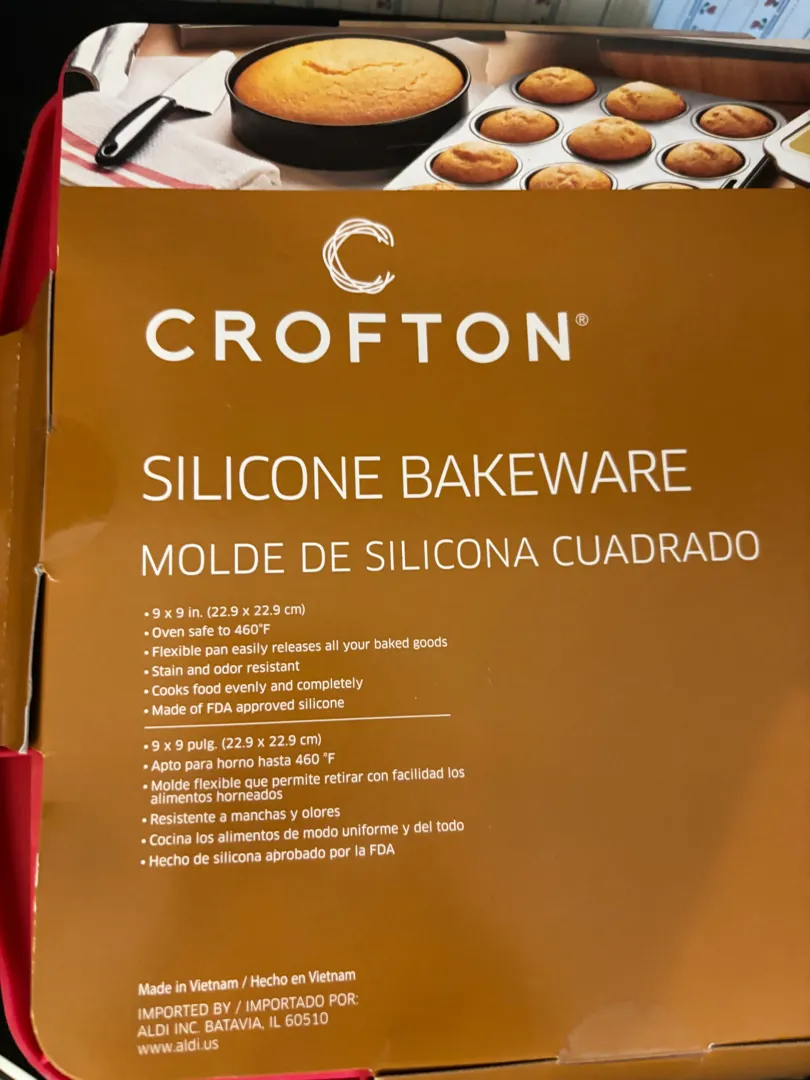 CROFTON®
SILICONE BAKEWARE
MOLDE DE SILICONA CUADRADO
• 9 x 9 in. (22.9 x 22.9 cm)
• Oven safe to 460°F
• Flexible pan easily releases all your baked goods
• Stain and odor resistant
• Cooks food evenly and completely
• Made of FDA approved silicone
• 9 x 9 pulg. (22.9 x 22.9 cm)
• Apto para horno hasta 460 °F
• Molde flexible que permite retirar con facilidad los
alimentos horneados
• Resistente a manchas y olores
• Cocina los alimentos de modo uniforme y del todo
• Hecho de silicona aprobado por la FDA
Made in Vietnam / Hecho en Vietnam
IMPORTED BY / IMPORTADO POR:
ALDI INC. BATAVIA, IL 60510
www.aldi.us